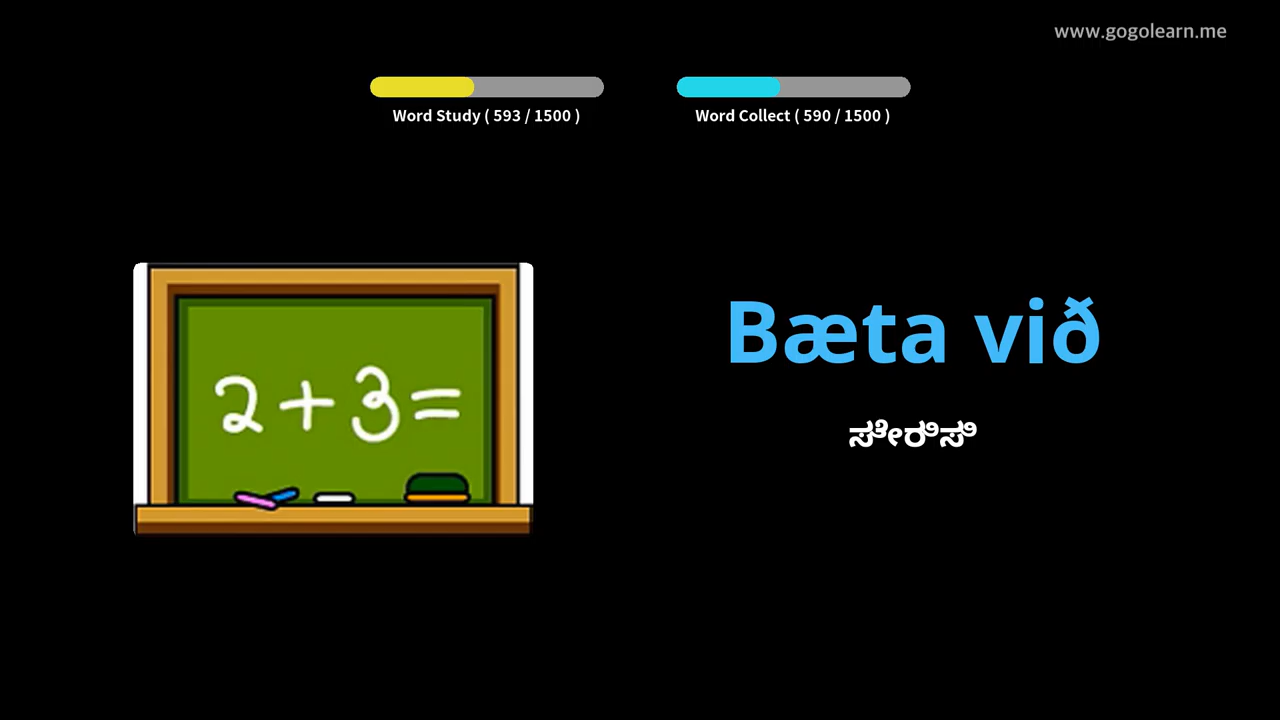 www.gogolearn.me
Word Study ( 593 / 1500 )
Word Collect ( 590 / 1500 )
2 + 3 =
Bæta við
ಸೇರಿಸಿ